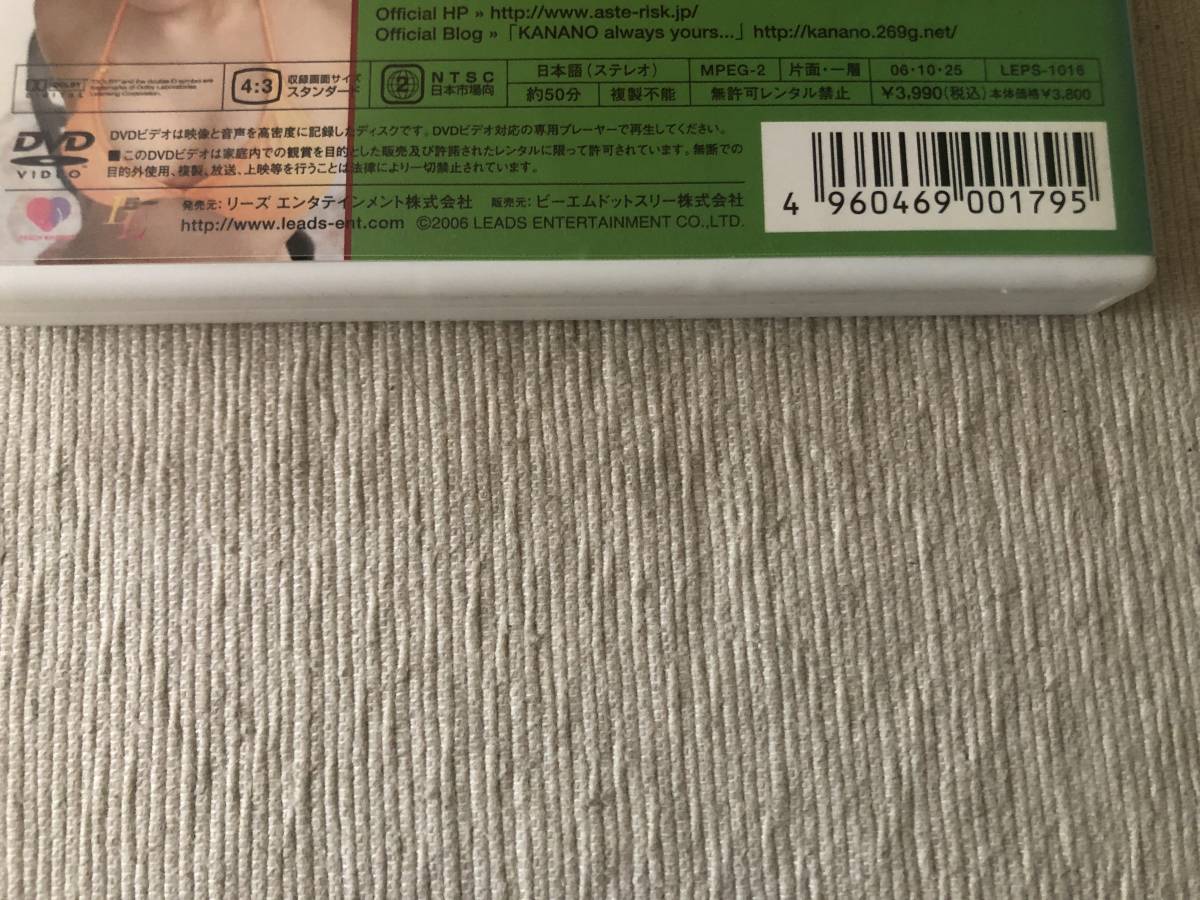 Official HP » http://www.aste-risk.jp/
Official Blog » 「KANANO always yours...」 http://kanano.269g.net/
DOLBY DIGITAL
"DOLBY" and the double-D symbol are
4:3 収録画面サイズ スタンダード
2 NTSC 日本市場向
日本語(ステレオ) MPEG-2 片面・一層 06・10・25 LEPS-1016
約50分 複製不能 無許可レンタル禁止 ¥3,990(税込) 本体価格¥3,800
DVD VIDEO
DVDビデオは映像と音声を高密度に記録したディスクです。DVDビデオ対応の専用プレーヤーで再生してください。
■このDVDビデオは家庭内での観賞を目的とした販売及び許諾されたレンタルに限って許可されています。無断での
目的外使用、複製、放送、上映等を行うことは法律により一切禁止されています。
発売元: リーズ エンタテインメント株式会社 販売元: ビーエムドットスリー株式会社
http://www.leads-ent.com ©2006 LEADS ENTERTAINMENT CO.,LTD.
4 960469 001795